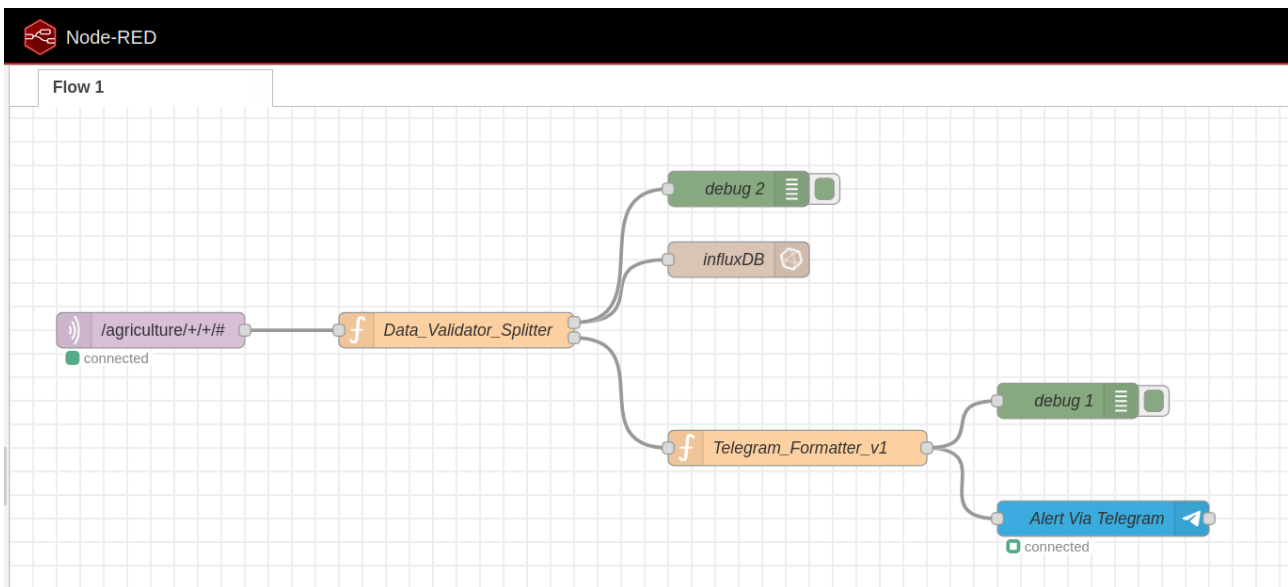 Node-RED
Flow 1
debug 2
influxDB
/agriculture/+/+/#
Data_Validator_Splitter
connected
debug 1
Telegram_Formatter_v1
Alert Via Telegram
connected